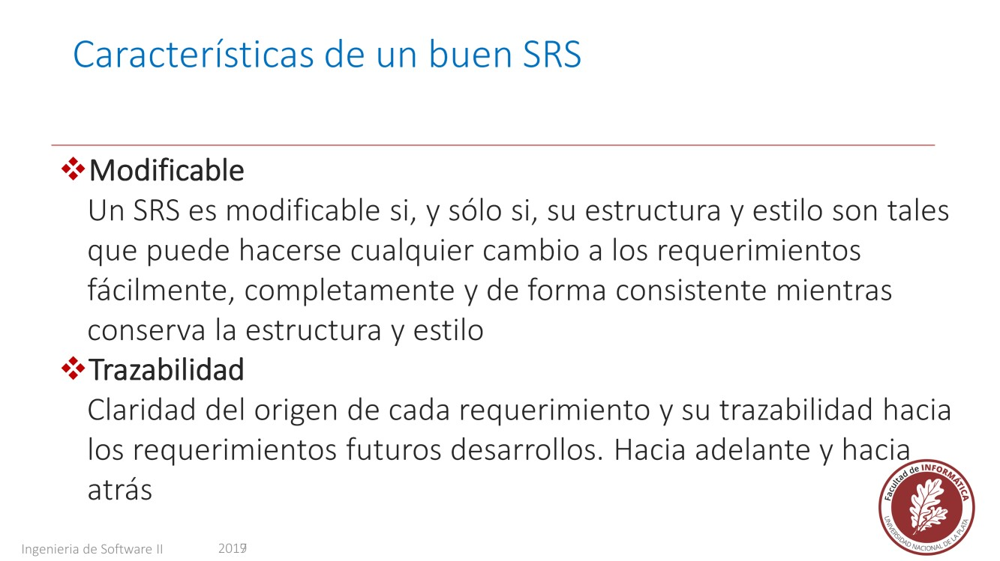 Características de un buen SRS
❖Modificable
Un SRS es modificable si, y sólo si, su estructura y estilo son tales
que puede hacerse cualquier cambio a los requerimientos
fácilmente, completamente y de forma consistente mientras
conserva la estructura y estilo
❖Trazabilidad
Claridad del origen de cada requerimiento y su trazabilidad hacia
los requerimientos futuros desarrollos. Hacia adelante y hacia
atrás
Facultad de INFORMÁTICA
UNIVERSIDAD NACIONAL DE LA PLATA
Ingenieria de Software II